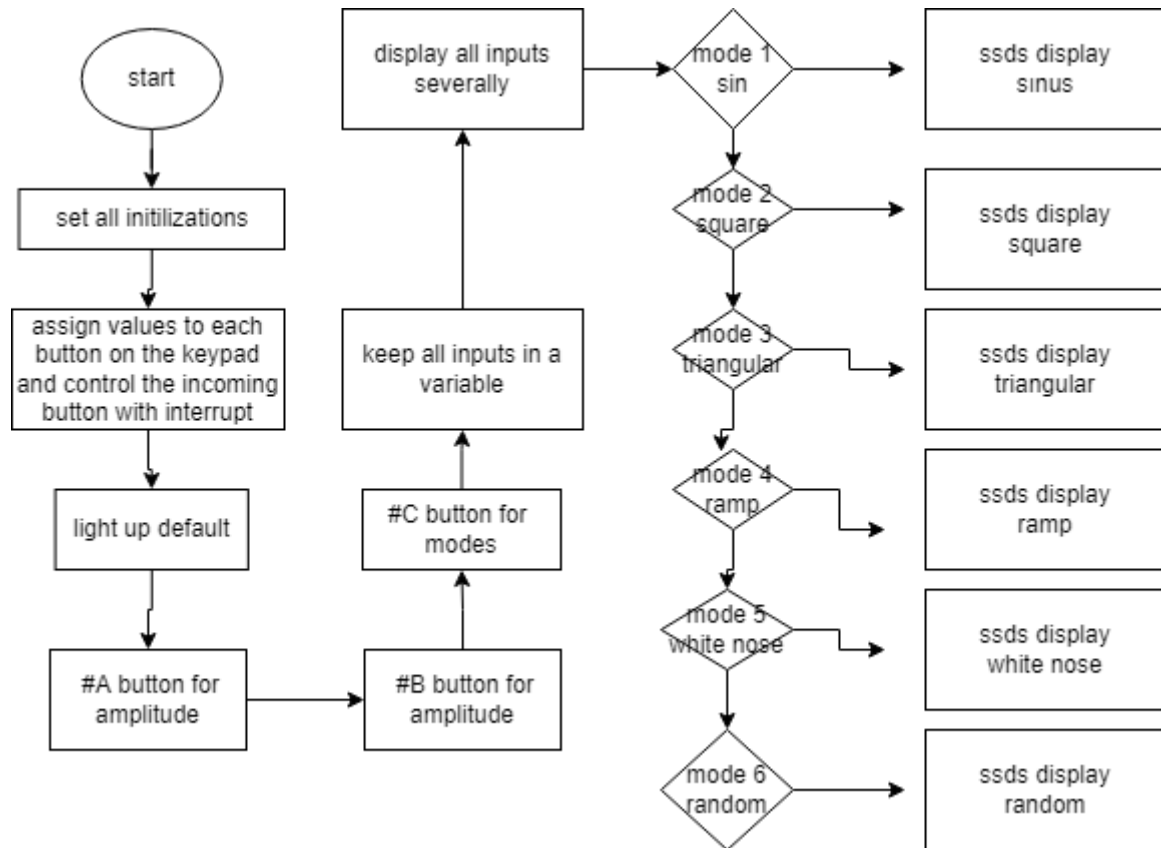 start
set all initilizations
assign values to each
button on the keypad
and control the incoming
button with interrupt
light up default
#A button for
amplitude
#B button for
amplitude
#C button for
modes
keep all inputs in a
variable
display all inputs
severally
mode 1
sin
ssds display
sınus
mode 2
square
ssds display
square
mode 3
triangular
ssds display
triangular
mode 4
ramp
ssds display
ramp
mode 5
white nose
ssds display
white nose
mode 6
random
ssds display
random